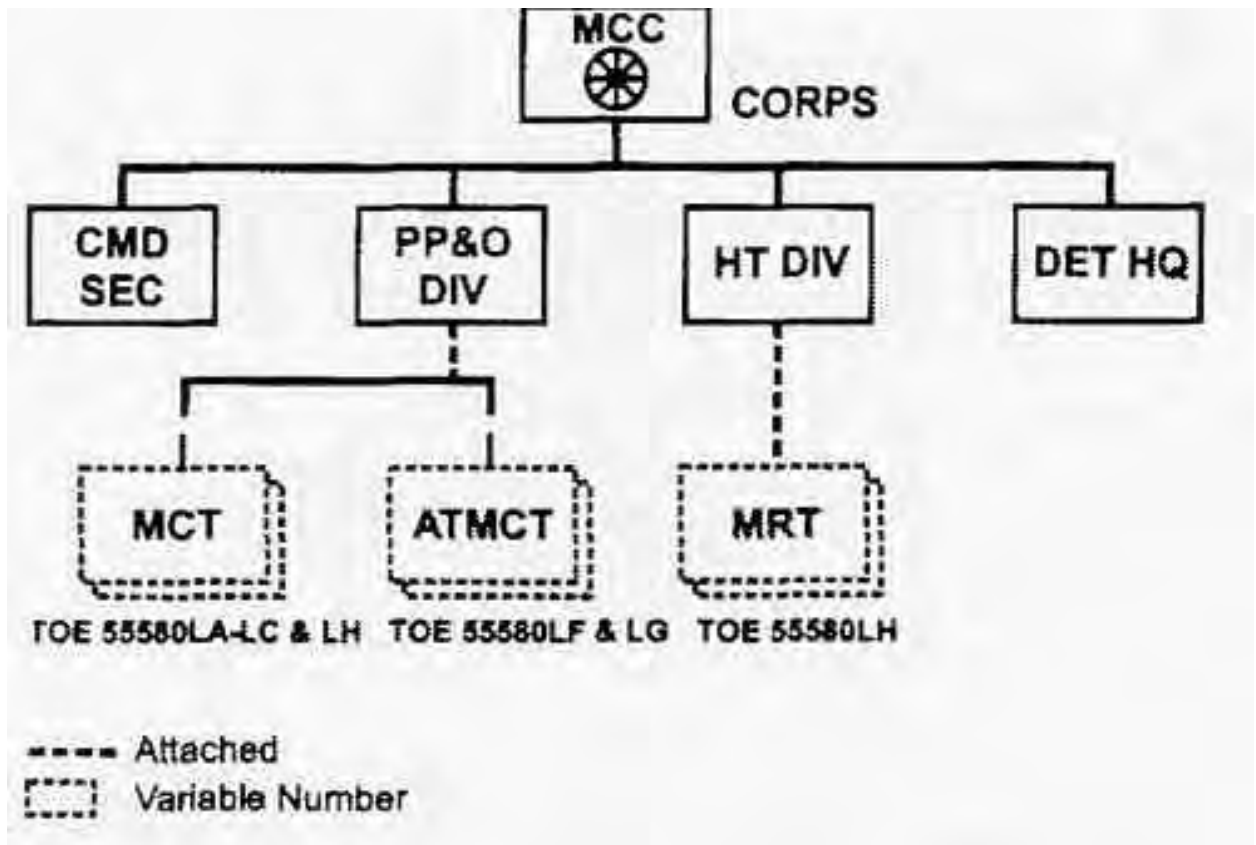 MCC
CORPS
CMD
SEC
PP&O
DIV
HT DIV
DET HQ
MCT
ATMCT
MRT
TOE 55580LA-LC & LH
TOE 55580LF & LG
TOE 55580LH
Attached
Variable Number